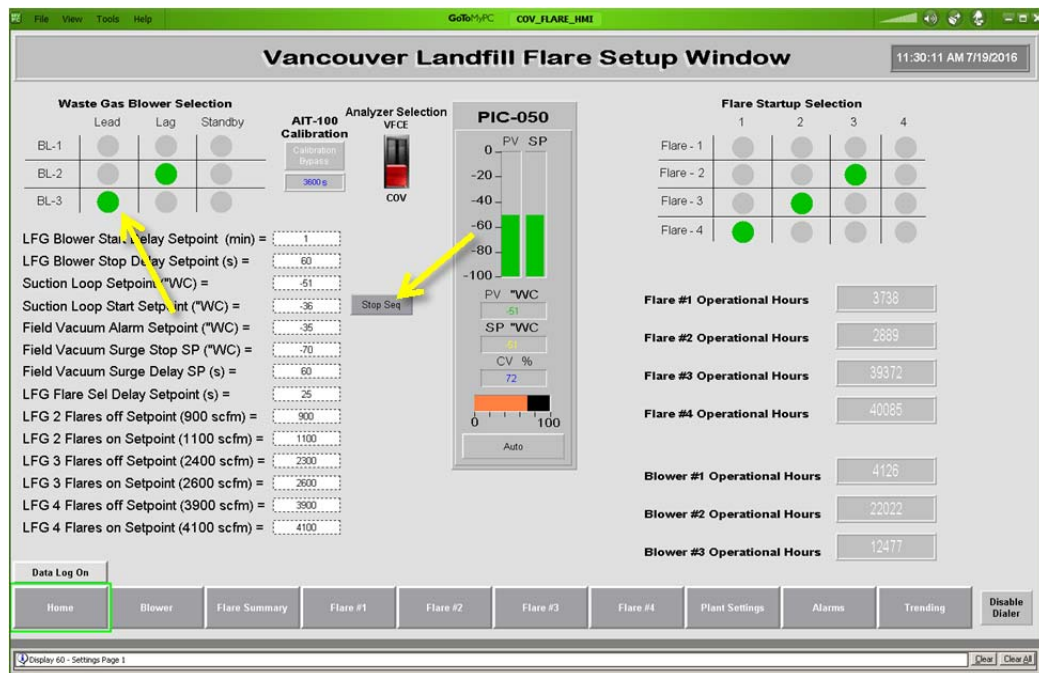 File View Tools Help
GoToMyPC COV_FLARE_HMI
Vancouver Landfill Flare Setup Window
11:30:11 AM 7/19/2016
Waste Gas Blower Selection
Lead Lag Standby
BL-1
BL-2
BL-3
AIT-100
Calibration
Calibration
Bypass
3600 s
Analyzer Selection
VFCE
COV
PIC-050
PV SP
0
-20
-40
-60
-80
-100
PV "WC
-51
SP "WC
-51
CV %
72
0 100
Auto
Flare Startup Selection
1 2 3 4
Flare - 1
Flare - 2
Flare - 3
Flare - 4
LFG Blower Start Delay Setpoint (min) = 1
LFG Blower Stop Delay Setpoint (s) = 60
Suction Loop Setpoint ("WC) = -51
Suction Loop Start Setpoint ("WC) = -36
Stop Seq
Field Vacuum Alarm Setpoint ("WC) = -35
Field Vacuum Surge Stop SP ("WC) = -70
Field Vacuum Surge Delay SP (s) = 60
LFG Flare Sel Delay Setpoint (s) = 25
LFG 2 Flares off Setpoint (900 scfm) = 900
LFG 2 Flares on Setpoint (1100 scfm) = 1100
LFG 3 Flares off Setpoint (2400 scfm) = 2300
LFG 3 Flares on Setpoint (2600 scfm) = 2600
LFG 4 Flares off Setpoint (3900 scfm) = 3900
LFG 4 Flares on Setpoint (4100 scfm) = 4100
Flare #1 Operational Hours 3738
Flare #2 Operational Hours 2889
Flare #3 Operational Hours 39372
Flare #4 Operational Hours 40085
Blower #1 Operational Hours 4126
Blower #2 Operational Hours 22022
Blower #3 Operational Hours 12477
Data Log On
Home Blower Flare Summary Flare #1 Flare #2 Flare #3 Flare #4 Plant Settings Alarms Trending Disable Dialer
Display 60 - Settings Page 1
Clear Clear All